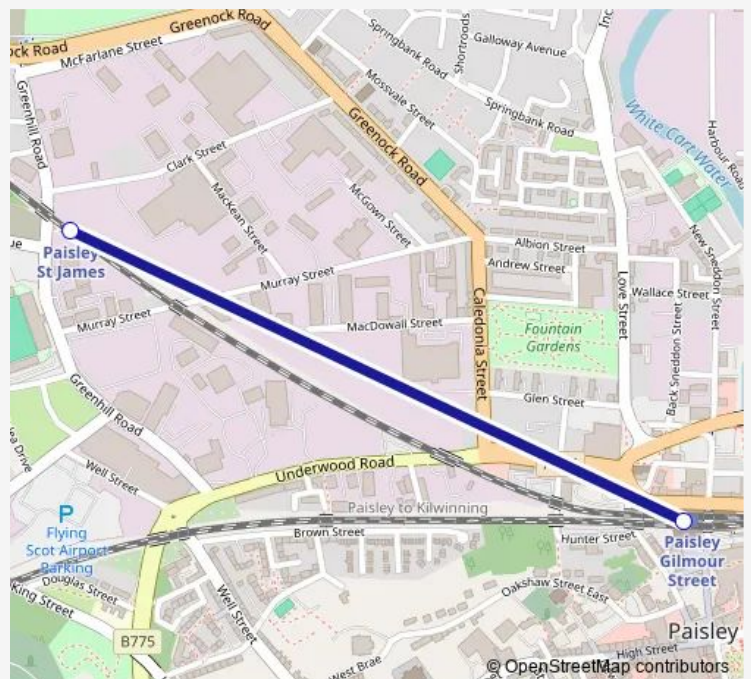 Greenock Road
ock Road
McFarlane Street
Springbank Road
Shortroods
Galloway Avenue
Inc
Greenhill Road
Mossvale Street
Springbank Road
White Cart Water
Harbour Road
Greenock Road
Clark Street
MacKean Street
McGown Street
Paisley
St James
ue
Albion Street
Andrew Street
New Sneddon Street
Murray Street
Love Street
Wallace Street
Murray Street
MacDowall Street
Caledonia Street
Fountain
Gardens
Back Sneddon Street
Greenhill Road
Glen Street
ea Drive
Well Street
Underwood Road
P
Flying
Scot Airport
Parking
Paisley to Kilwinning
Brown Street
Hunter Street
Paisley
Gilmour
Street
Douglas Street
King Street
Well Street
Oakshaw Street East
B775
Paisley
High Street
West Brae
© OpenStreetMap contributors